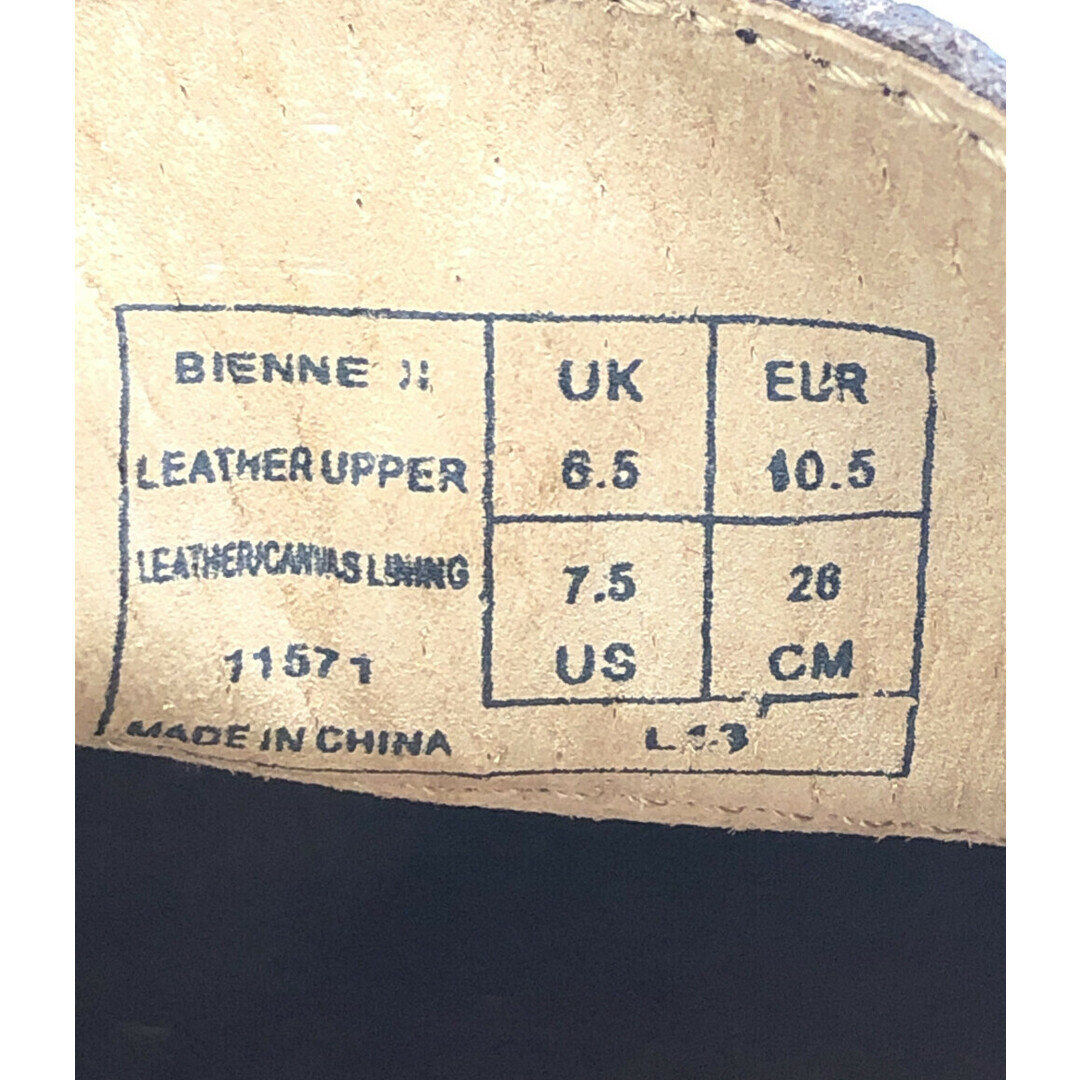 BIENNE II
LEATHER UPPER
LEATHER/CANVAS LINING
11571
MADE IN CHINA
UK
6.5
EUR
10.5
7.5
US
26
CM